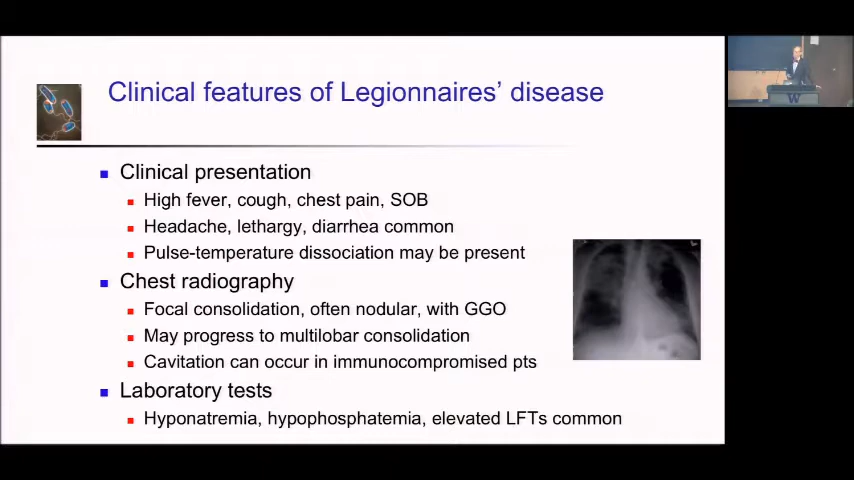 Clinical features of Legionnaires' disease
Clinical presentation
High fever, cough, chest pain, SOB
Headache, lethargy, diarrhea common
Pulse-temperature dissociation may be present
Chest radiography
Focal consolidation, often nodular, with GGO
May progress to multilobar consolidation
Cavitation can occur in immunocompromised pts
Laboratory tests
Hyponatremia, hypophosphatemia, elevated LFTs common
W